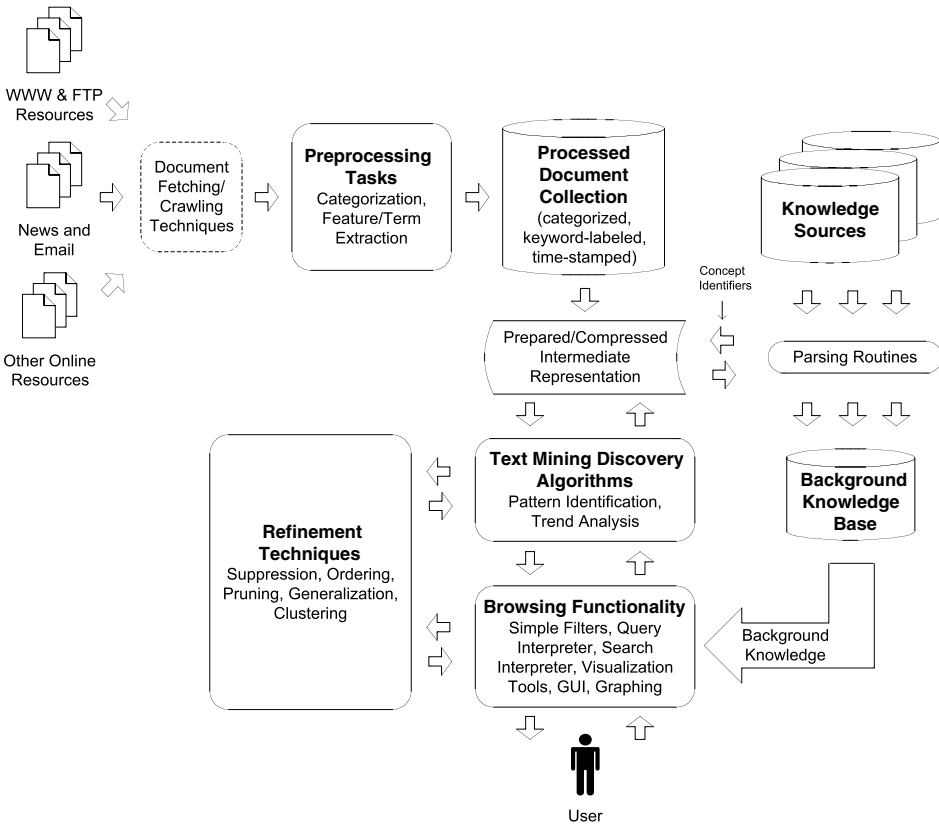 WWW & FTP
Resources
News and
Email
Other Online
Resources
Document
Fetching/
Crawling
Techniques
Preprocessing
Tasks
Categorization,
Feature/Term
Extraction
Processed
Document
Collection
(categorized,
keyword-labeled,
time-stamped)
Knowledge
Sources
Concept
Identifiers
Prepared/Compressed
Intermediate
Representation
Parsing Routines
Text Mining Discovery
Algorithms
Pattern Identification,
Trend Analysis
Background
Knowledge
Base
Refinement
Techniques
Suppression, Ordering,
Pruning, Generalization,
Clustering
Browsing Functionality
Simple Filters, Query
Interpreter, Search
Interpreter, Visualization
Tools, GUI, Graphing
Background
Knowledge
User